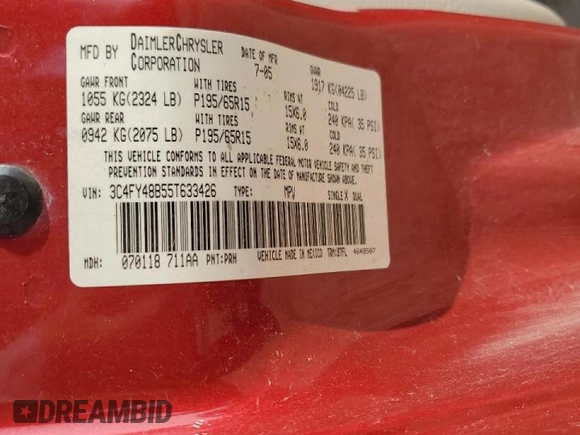 MFD BY DAIMLERCHRYSLER CORPORATION DATE OF MFR 7-05 GVWR 1917 KG(04225 LB)
GAWR FRONT WITH TIRES RIMS AT COLD
1055 KG(2324 LB) P195/65R15 15X6.0 240 KPA( 35 PSI)
GAWR REAR WITH TIRES RIMS AT COLD
0942 KG(2075 LB) P195/65R15 15X6.0 240 KPA( 35 PSI)
THIS VEHICLE CONFORMS TO ALL APPLICABLE FEDERAL MOTOR VEHICLE SAFETY AND THEFT
PREVENTION STANDARDS IN EFFECT ON THE DATE OF MANUFACTURE SHOWN ABOVE.
VIN: 3C4FY48B55T633426 TYPE: MPV SINGLE X DUAL
MDH: 070118 711AA PNT:PRH VEHICLE MADE IN MEXICO TRM:B7FL 4648507
DREAMBID